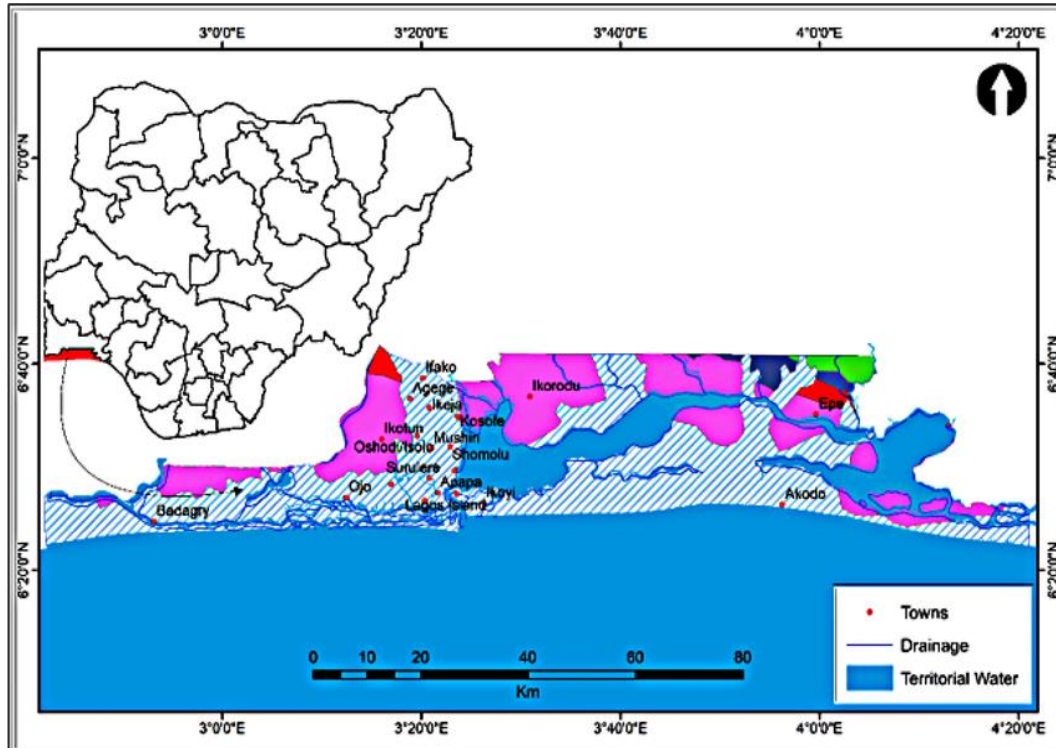 3°0'0"E 3°20'0"E 3°40'0"E 4°0'0"E 4°20'0"E
7°0'0"N 7°0'0"N
6°40'0"N 6°40'0"N
6°20'0"N 6°20'0"N
Ifako
Agege
Ikeja
Ikorodu
Kosofe
Epe
Ikotun
Mushin
Oshodi/Isolo
Shomolu
Surulere
Apapa
Ojo
Ikoyi
Lagos Island
Akodo
Badagry
Towns
Drainage
Territorial Water
0 10 20 40 60 80
Km
3°0'0"E 3°20'0"E 3°40'0"E 4°0'0"E 4°20'0"E